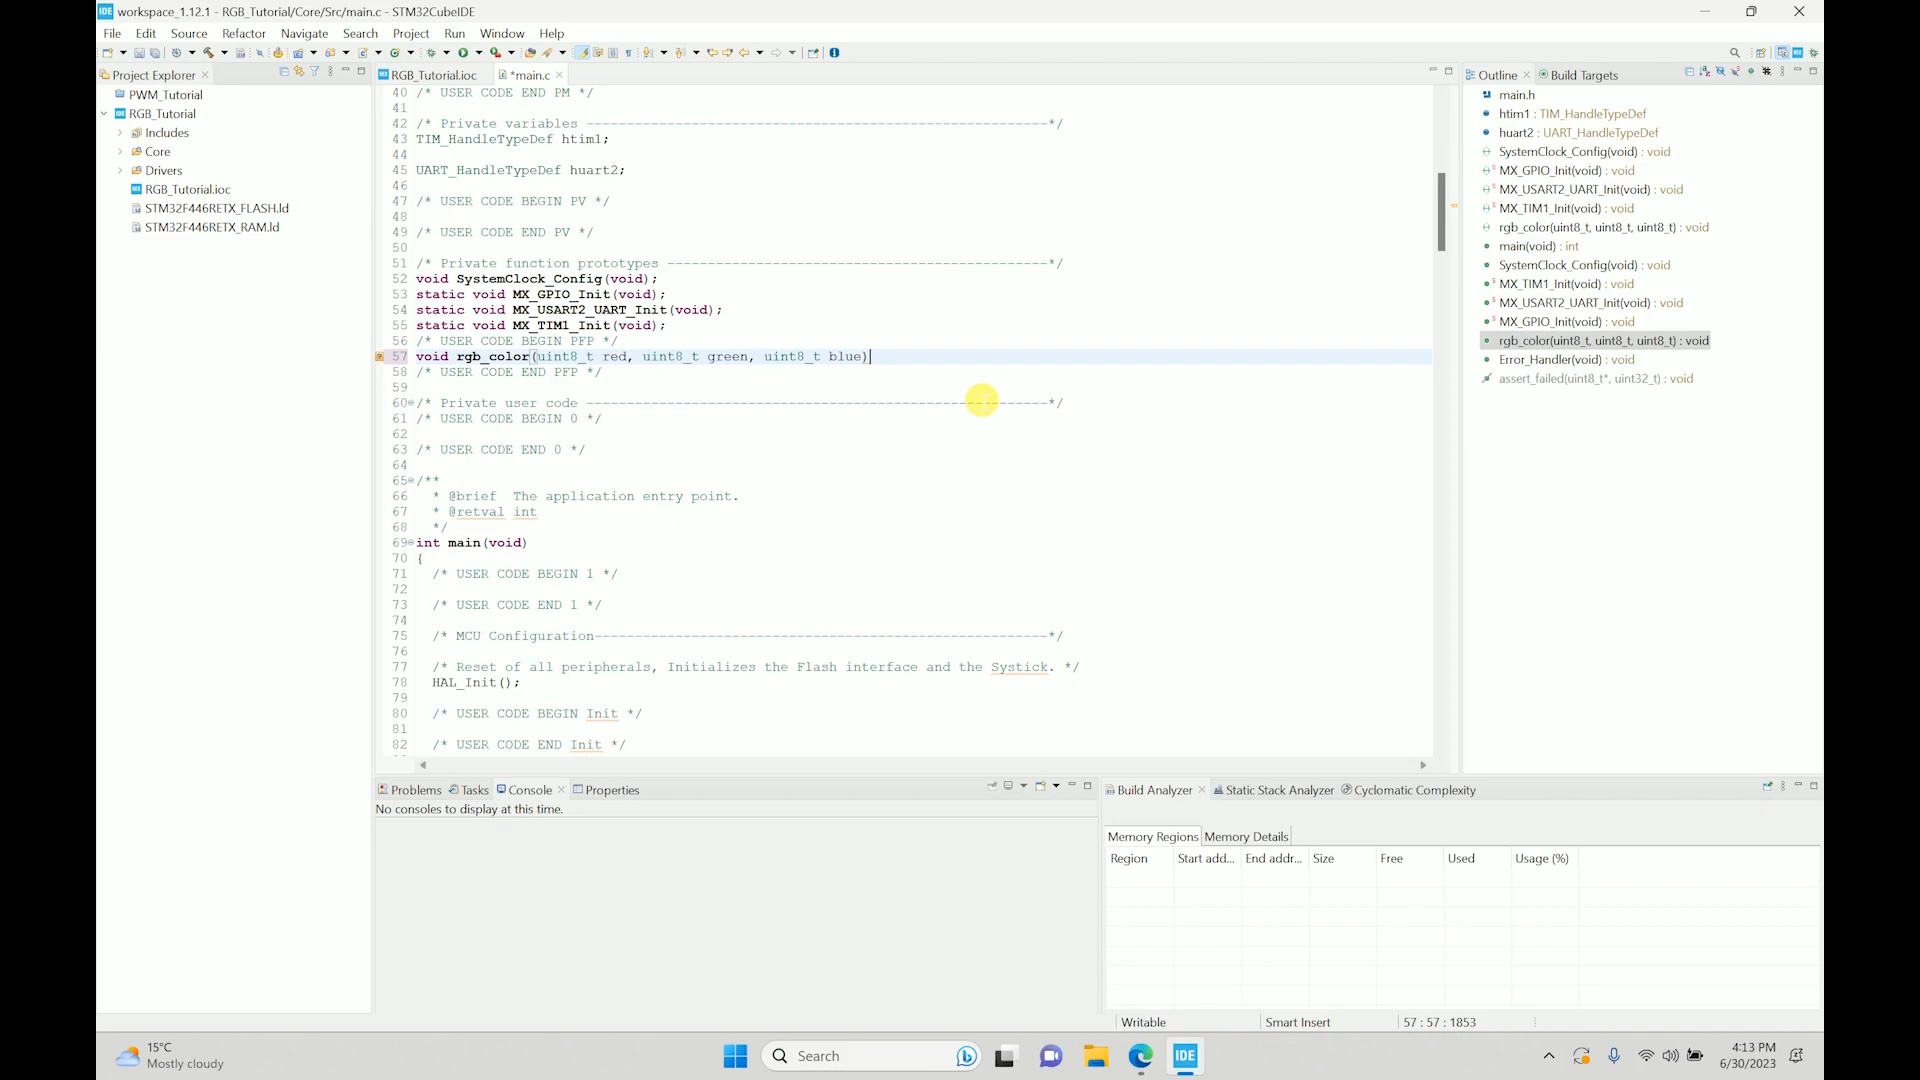 IDE workspace_1.12.1 - RGB_Tutorial/Core/Src/main.c - STM32CubeIDE
File Edit Source Refactor Navigate Search Project Run Window Help
Project Explorer
PWM_Tutorial
RGB_Tutorial
Includes
Core
Drivers
RGB_Tutorial.ioc
STM32F446RETX_FLASH.ld
STM32F446RETX_RAM.ld
RGB_Tutorial.ioc *main.c
40 /* USER CODE END PM */
41
42 /* Private variables ---------------------------------------------------------*/
43 TIM_HandleTypeDef htim1;
44
45 UART_HandleTypeDef huart2;
46
47 /* USER CODE BEGIN PV */
48
49 /* USER CODE END PV */
50
51 /* Private function prototypes -----------------------------------------------*/
52 void SystemClock_Config(void);
53 static void MX_GPIO_Init(void);
54 static void MX_USART2_UART_Init(void);
55 static void MX_TIM1_Init(void);
56 /* USER CODE BEGIN PFP */
57 void rgb_color(uint8_t red, uint8_t green, uint8_t blue)
58 /* USER CODE END PFP */
59
60 /* Private user code ---------------------------------------------------------*/
61 /* USER CODE BEGIN 0 */
62
63 /* USER CODE END 0 */
64
65 /**
66 * @brief The application entry point.
67 * @retval int
68 */
69 int main(void)
70 {
71 /* USER CODE BEGIN 1 */
72
73 /* USER CODE END 1 */
74
75 /* MCU Configuration--------------------------------------------------------*/
76
77 /* Reset of all peripherals, Initializes the Flash interface and the Systick. */
78 HAL_Init();
79
80 /* USER CODE BEGIN Init */
81
82 /* USER CODE END Init */
Outline Build Targets
main.h
htim1 : TIM_HandleTypeDef
huart2 : UART_HandleTypeDef
SystemClock_Config(void) : void
MX_GPIO_Init(void) : void
MX_USART2_UART_Init(void) : void
MX_TIM1_Init(void) : void
rgb_color(uint8_t, uint8_t, uint8_t) : void
main(void) : int
SystemClock_Config(void) : void
MX_TIM1_Init(void) : void
MX_USART2_UART_Init(void) : void
MX_GPIO_Init(void) : void
rgb_color(uint8_t, uint8_t, uint8_t) : void
Error_Handler(void) : void
assert_failed(uint8_t*, uint32_t) : void
Problems Tasks Console Properties
No consoles to display at this time.
Build Analyzer Static Stack Analyzer Cyclomatic Complexity
Memory Regions Memory Details
Region Start add... End addr... Size Free Used Usage (%)
Writable Smart Insert 57 : 57 : 1853
15°C
Mostly cloudy
Search
IDE
4:13 PM
6/30/2023